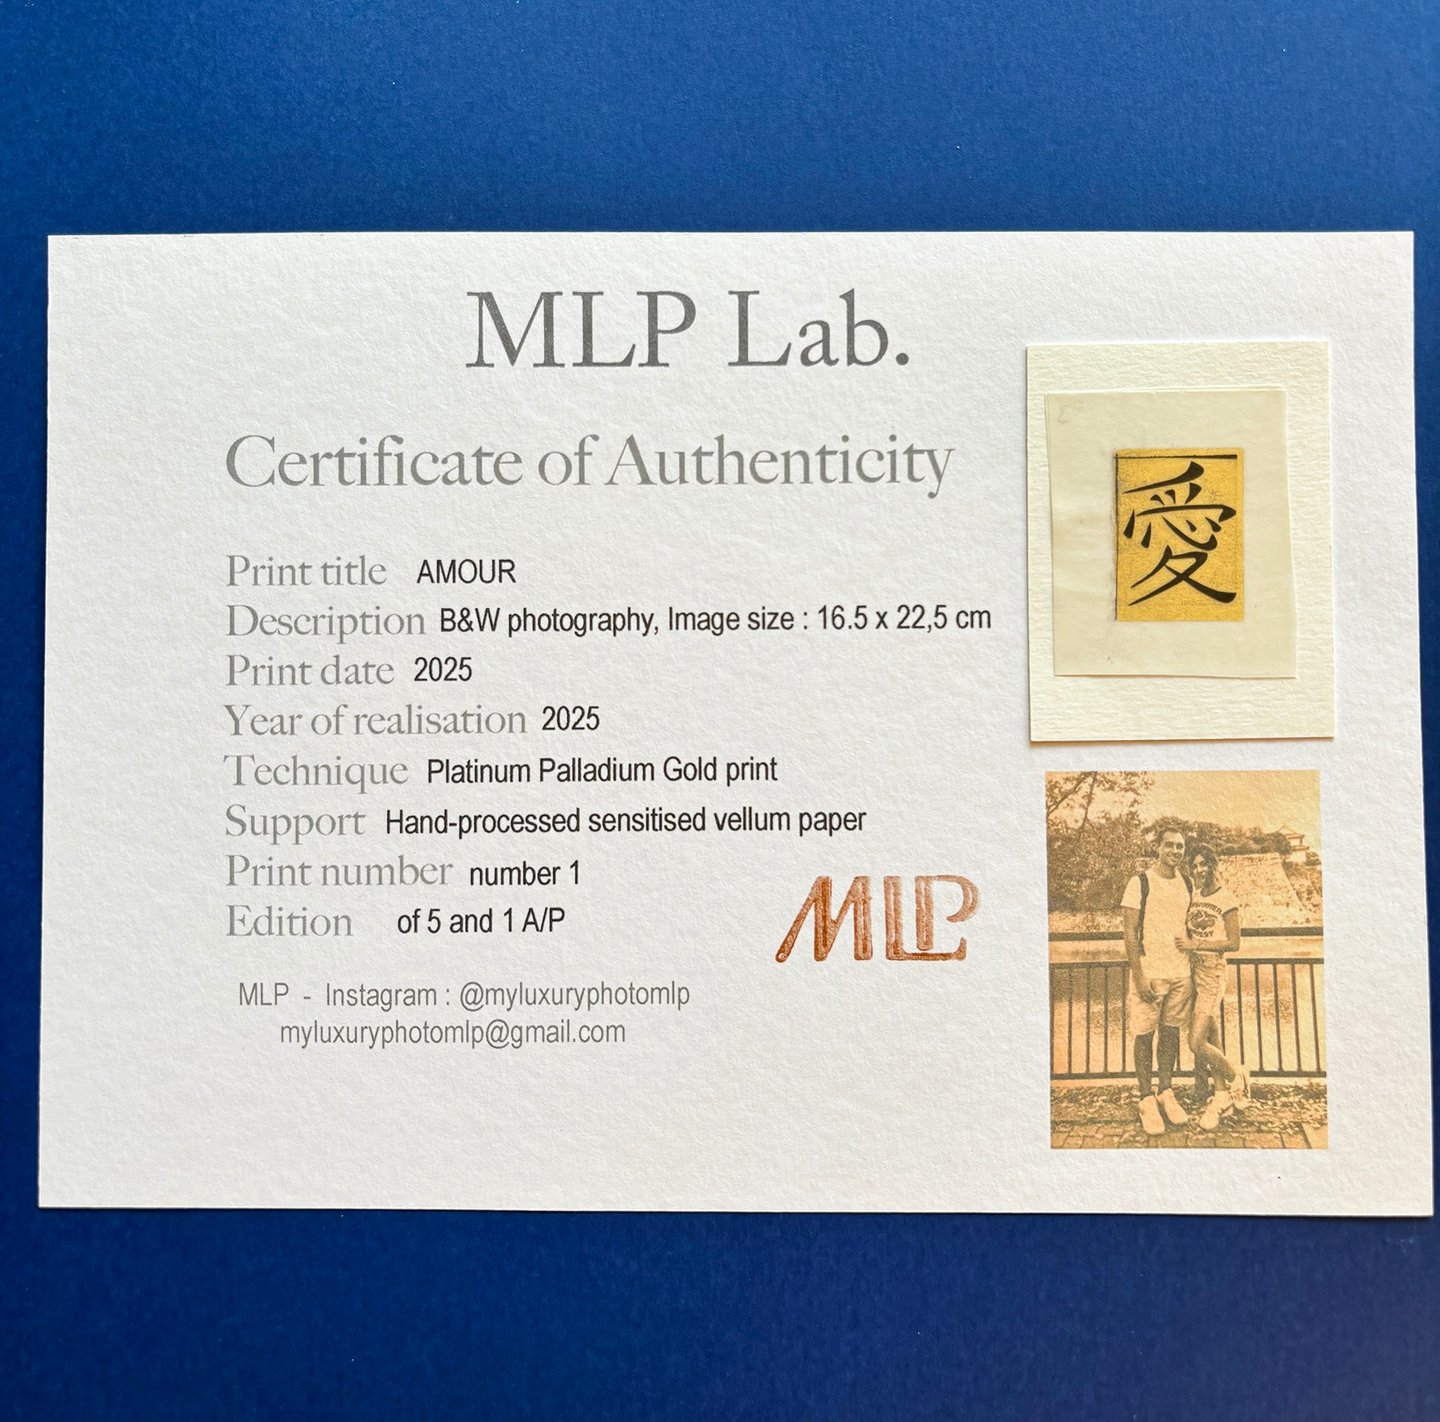 MLP Lab.
Certificate of Authenticity
Print title AMOUR
Description B&W photography, Image size : 16.5 x 22,5 cm
Print date 2025
Year of realisation 2025
Technique Platinum Palladium Gold print
Support Hand-processed sensitised vellum paper
Print number number 1
Edition of 5 and 1 A/P
MLP - Instagram : @myluxuryphotomlp
myluxuryphotomlp@gmail.com
MLP
愛